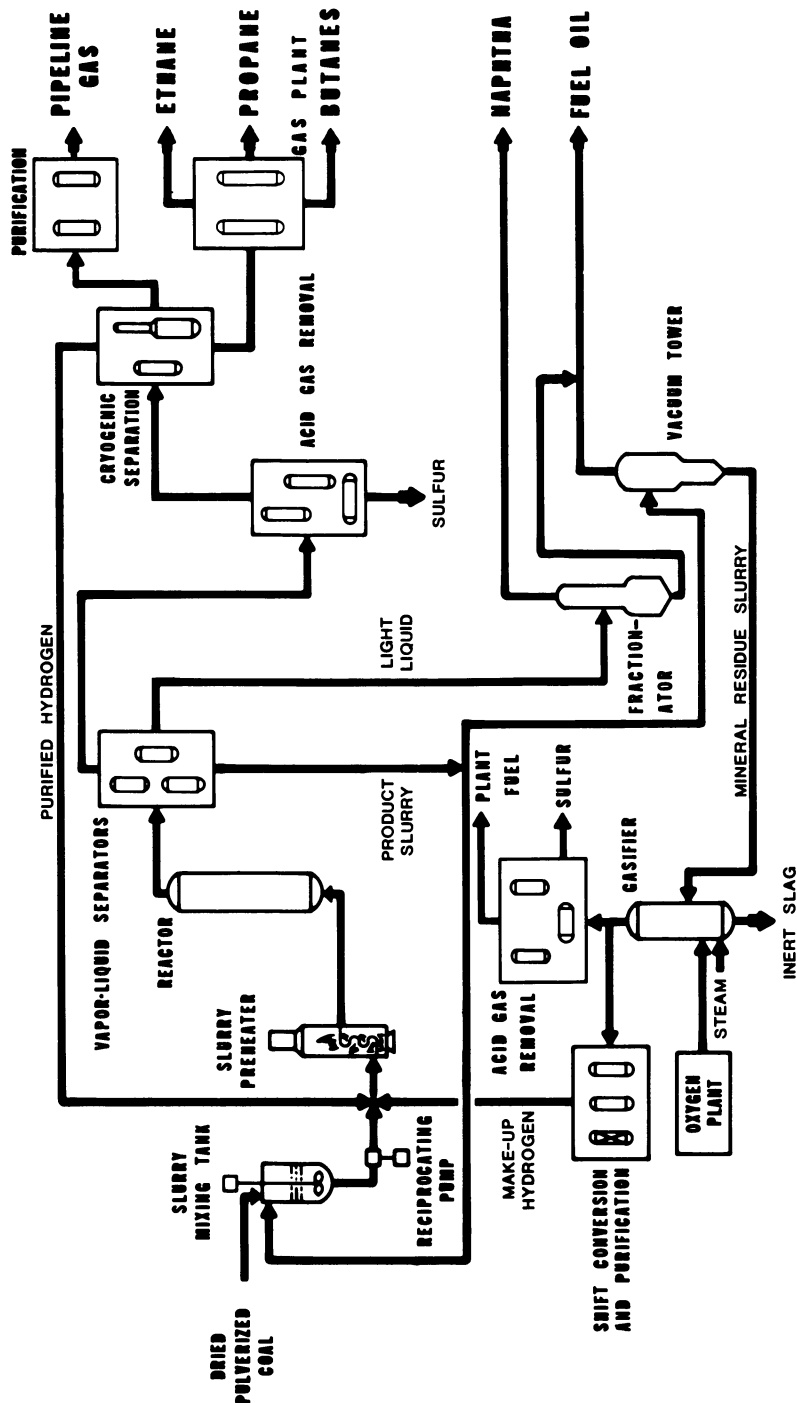 DRIED
PULVERIZED
COAL
SLURRY
MIXING TANK
RECIPROCATING
PUMP
SLURRY
PREHEATER
REACTOR
VAPOR-LIQUID SEPARATORS
PURIFIED HYDROGEN
PRODUCT
SLURRY
LIGHT
LIQUID
CRYOGENIC
SEPARATION
ACID GAS REMOVAL
SULFUR
PURIFICATION
PIPELINE
GAS
ETHANE
PROPANE
GAS PLANT
BUTANES
NAPHTHA
FUEL OIL
FRACTION-
ATOR
VACUUM TOWER
MINERAL RESIDUE SLURRY
PLANT
FUEL
SULFUR
ACID GAS
REMOVAL
GASIFIER
INERT SLAG
STEAM
OXYGEN
PLANT
MAKE-UP
HYDROGEN
SHIFT CONVERSION
AND PURIFICATION